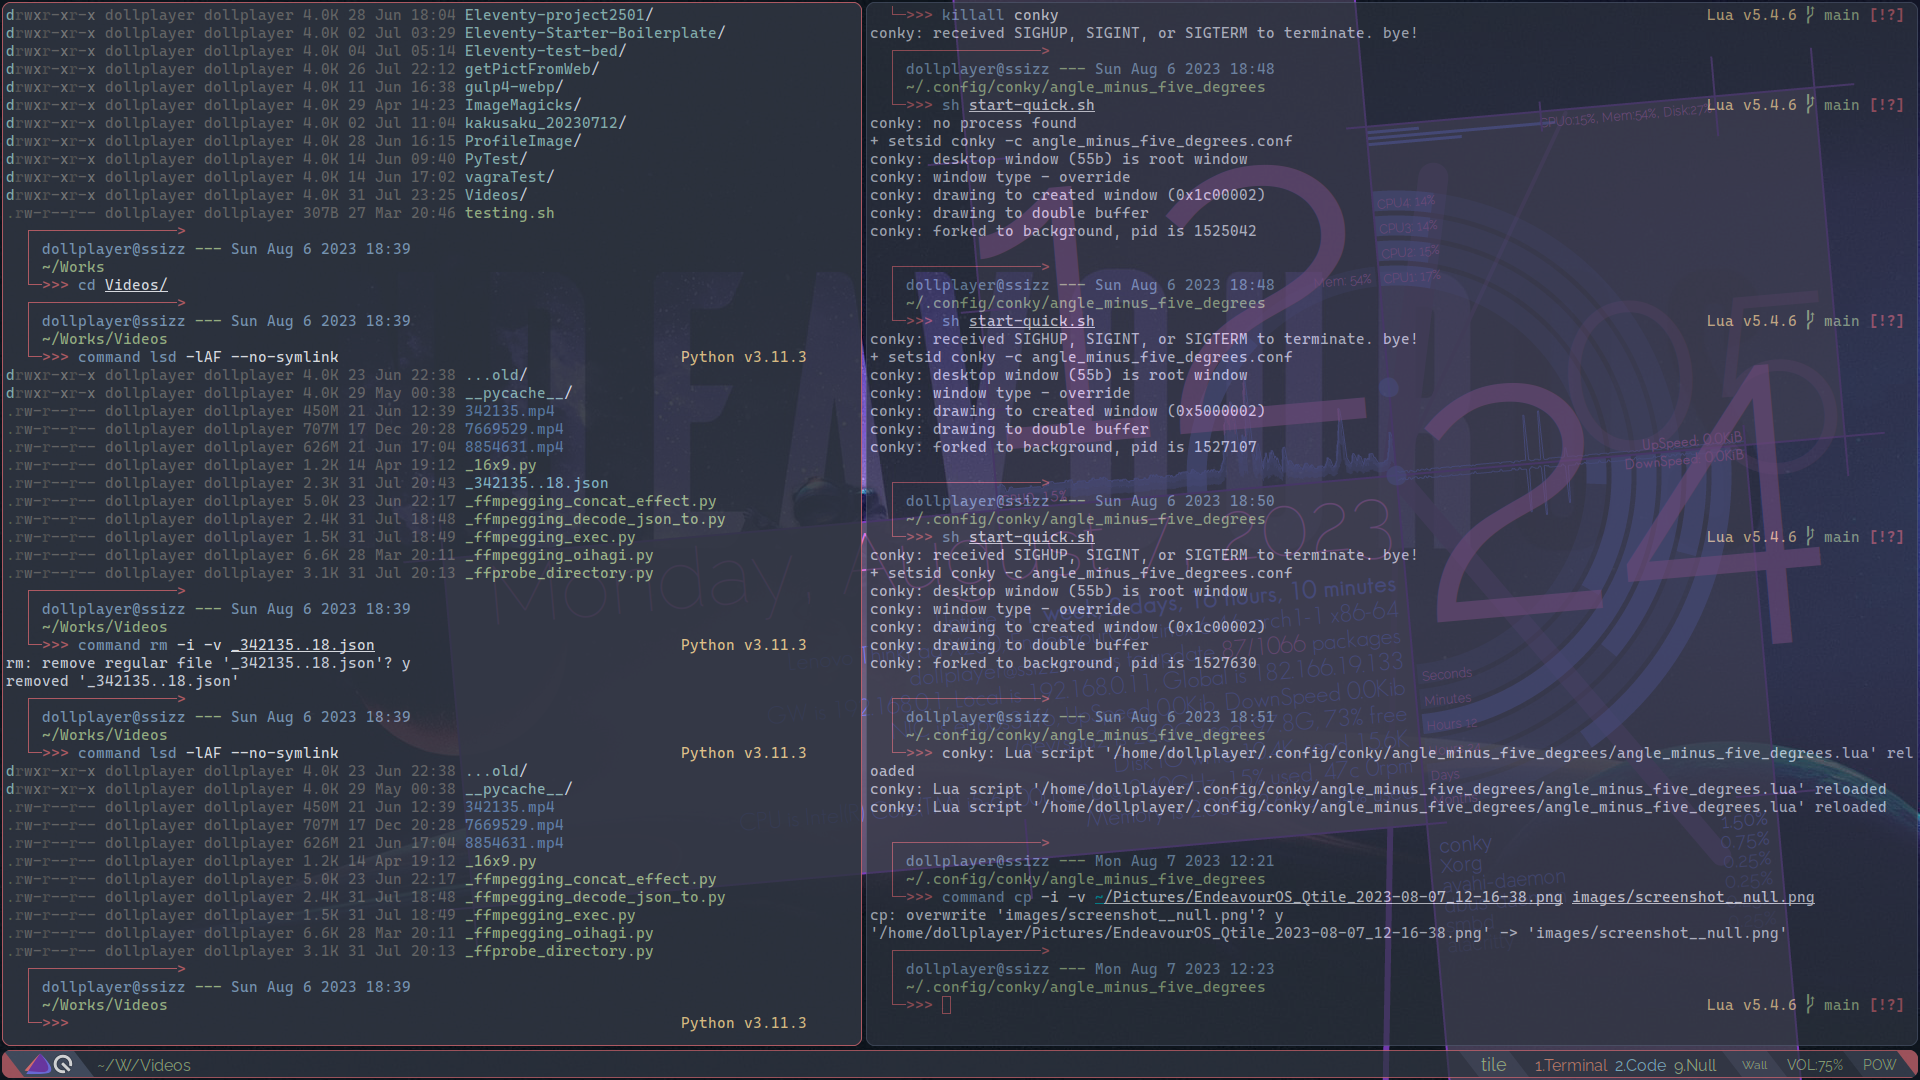 drwxr-xr-x dollplayer dollplayer 4.0K 28 Jun 18:04 Eleventy-project2501/
drwxr-xr-x dollplayer dollplayer 4.0K 02 Jul 03:29 Eleventy-Starter-Boilerplate/
drwxr-xr-x dollplayer dollplayer 4.0K 04 Jul 05:14 Eleventy-test-bed/
drwxr-xr-x dollplayer dollplayer 4.0K 26 Jul 22:12 getPictFromWeb/
drwxr-xr-x dollplayer dollplayer 4.0K 11 Jun 16:38 gulp4-webp/
drwxr-xr-x dollplayer dollplayer 4.0K 29 Apr 14:23 ImageMagicks/
drwxr-xr-x dollplayer dollplayer 4.0K 02 Jul 11:04 kakusaku_20230712/
drwxr-xr-x dollplayer dollplayer 4.0K 28 Jun 16:15 ProfileImage/
drwxr-xr-x dollplayer dollplayer 4.0K 14 Jun 09:40 PyTest/
drwxr-xr-x dollplayer dollplayer 4.0K 14 Jun 17:02 vagraTest/
drwxr-xr-x dollplayer dollplayer 4.0K 31 Jul 23:25 Videos/
.rw-r--r-- dollplayer dollplayer 307B 27 Mar 20:46 testing.sh
dollplayer@ssizz --- Sun Aug 6 2023 18:39
~/Works
>>> cd Videos/
dollplayer@ssizz --- Sun Aug 6 2023 18:39
~/Works/Videos
>>> command lsd -lAF --no-symlink Python v3.11.3
drwxr-xr-x dollplayer dollplayer 4.0K 23 Jun 22:38 ...old/
drwxr-xr-x dollplayer dollplayer 4.0K 29 May 00:38 __pycache__/
.rw-r--r-- dollplayer dollplayer 450M 21 Jun 12:39 342135.mp4
.rw-r--r-- dollplayer dollplayer 707M 17 Dec 20:28 7669529.mp4
.rw-r--r-- dollplayer dollplayer 626M 21 Jun 17:04 8854631.mp4
.rw-r--r-- dollplayer dollplayer 1.2K 14 Apr 19:12 _16x9.py
.rw-r--r-- dollplayer dollplayer 2.3K 31 Jul 20:43 _342135..18.json
.rw-r--r-- dollplayer dollplayer 5.0K 23 Jun 22:17 _ffmpegging_concat_effect.py
.rw-r--r-- dollplayer dollplayer 2.4K 31 Jul 18:48 _ffmpegging_decode_json_to.py
.rw-r--r-- dollplayer dollplayer 1.5K 31 Jul 18:49 _ffmpegging_exec.py
.rw-r--r-- dollplayer dollplayer 6.6K 28 Mar 20:11 _ffmpegging_oihagi.py
.rw-r--r-- dollplayer dollplayer 3.1K 31 Jul 20:13 _ffprobe_directory.py
dollplayer@ssizz --- Sun Aug 6 2023 18:39
~/Works/Videos
>>> command rm -i -v _342135..18.json Python v3.11.3
rm: remove regular file '_342135..18.json'? y
removed '_342135..18.json'
dollplayer@ssizz --- Sun Aug 6 2023 18:39
~/Works/Videos
>>> command lsd -lAF --no-symlink Python v3.11.3
drwxr-xr-x dollplayer dollplayer 4.0K 23 Jun 22:38 ...old/
drwxr-xr-x dollplayer dollplayer 4.0K 29 May 00:38 __pycache__/
.rw-r--r-- dollplayer dollplayer 450M 21 Jun 12:39 342135.mp4
.rw-r--r-- dollplayer dollplayer 707M 17 Dec 20:28 7669529.mp4
.rw-r--r-- dollplayer dollplayer 626M 21 Jun 17:04 8854631.mp4
.rw-r--r-- dollplayer dollplayer 1.2K 14 Apr 19:12 _16x9.py
.rw-r--r-- dollplayer dollplayer 5.0K 23 Jun 22:17 _ffmpegging_concat_effect.py
.rw-r--r-- dollplayer dollplayer 2.4K 31 Jul 18:48 _ffmpegging_decode_json_to.py
.rw-r--r-- dollplayer dollplayer 1.5K 31 Jul 18:49 _ffmpegging_exec.py
.rw-r--r-- dollplayer dollplayer 6.6K 28 Mar 20:11 _ffmpegging_oihagi.py
.rw-r--r-- dollplayer dollplayer 3.1K 31 Jul 20:13 _ffprobe_directory.py
dollplayer@ssizz --- Sun Aug 6 2023 18:39
~/Works/Videos
>>>
Python v3.11.3
>>> killall conky Lua v5.4.6 main [!?]
conky: received SIGHUP, SIGINT, or SIGTERM to terminate. bye!
dollplayer@ssizz --- Sun Aug 6 2023 18:48
~/.config/conky/angle_minus_five_degrees
>>> sh start-quick.sh Lua v5.4.6 main [!?]
conky: no process found
+ setsid conky -c angle_minus_five_degrees.conf
conky: desktop window (55b) is root window
conky: window type - override
conky: drawing to created window (0x1c00002)
conky: drawing to double buffer
conky: forked to background, pid is 1525042
dollplayer@ssizz --- Sun Aug 6 2023 18:48
~/.config/conky/angle_minus_five_degrees
>>> sh start-quick.sh Lua v5.4.6 main [!?]
conky: received SIGHUP, SIGINT, or SIGTERM to terminate. bye!
+ setsid conky -c angle_minus_five_degrees.conf
conky: desktop window (55b) is root window
conky: window type - override
conky: drawing to created window (0x5000002)
conky: drawing to double buffer
conky: forked to background, pid is 1527107
dollplayer@ssizz --- Sun Aug 6 2023 18:50
~/.config/conky/angle_minus_five_degrees
>>> sh start-quick.sh Lua v5.4.6 main [!?]
conky: received SIGHUP, SIGINT, or SIGTERM to terminate. bye!
+ setsid conky -c angle_minus_five_degrees.conf
conky: desktop window (55b) is root window
conky: window type - override
conky: drawing to created window (0x1c00002)
conky: drawing to double buffer
conky: forked to background, pid is 1527630
dollplayer@ssizz --- Sun Aug 6 2023 18:51
~/.config/conky/angle_minus_five_degrees
>>> conky: Lua script '/home/dollplayer/.config/conky/angle_minus_five_degrees/angle_minus_five_degrees.lua' rel
oaded
conky: Lua script '/home/dollplayer/.config/conky/angle_minus_five_degrees/angle_minus_five_degrees.lua' reloaded
conky: Lua script '/home/dollplayer/.config/conky/angle_minus_five_degrees/angle_minus_five_degrees.lua' reloaded
dollplayer@ssizz --- Mon Aug 7 2023 12:21
~/.config/conky/angle_minus_five_degrees
>>> command cp -i -v ~/Pictures/EndeavourOS_Qtile_2023-08-07_12-16-38.png images/screenshot__null.png
cp: overwrite 'images/screenshot__null.png'? y
'/home/dollplayer/Pictures/EndeavourOS_Qtile_2023-08-07_12-16-38.png' -> 'images/screenshot__null.png'
dollplayer@ssizz --- Mon Aug 7 2023 12:23
~/.config/conky/angle_minus_five_degrees
>>> Lua v5.4.6 main [!?]
12
24
05
CPU4: 14%
CPU3: 14%
CPU2: 15%
CPU1: 17%
Mem: 54%
UpSpeed: 0.0KiB
DownSpeed: 0.0KiB
Monday,
2023
Seconds
Minutes
Hours 12
Days
conky
Xorg
avahi-daemon
1.50%
0.75%
0.25%
0.25%
~/W/Videos
tile 1.Terminal 2.Code 9.Null Wall VOL:75% POW